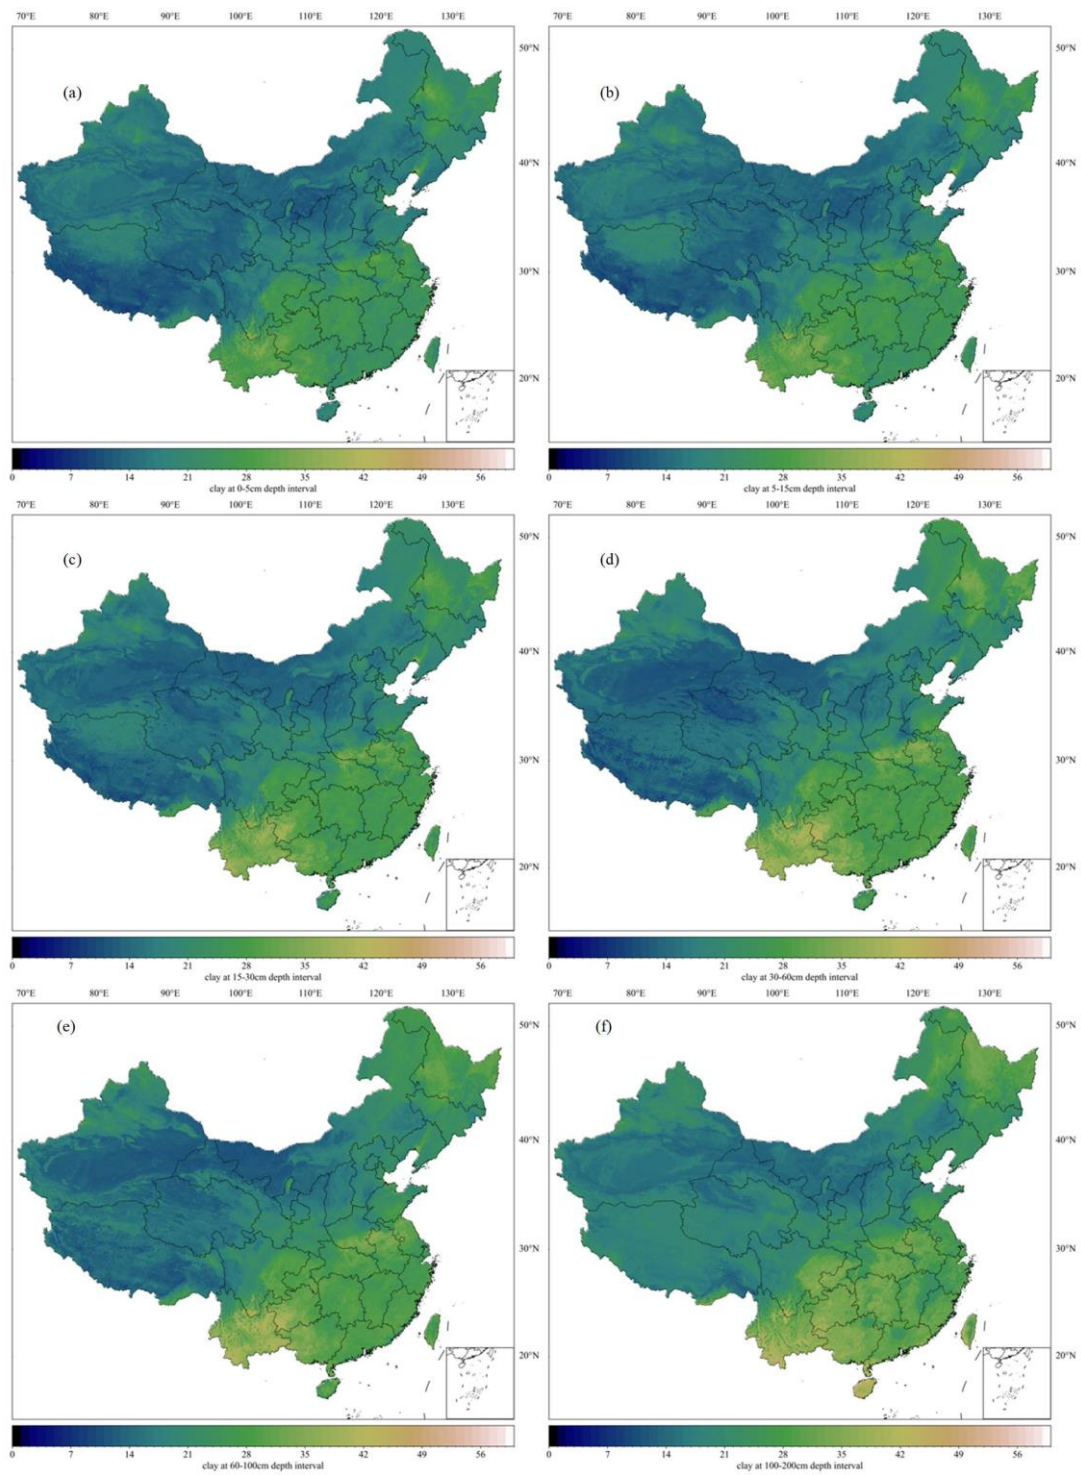 70°E 80°E 90°E 100°E 110°E 120°E 130°E 70°E 80°E 90°E 100°E 110°E 120°E 130°E
50°N 50°N
(a) (b)
40°N 40°N
30°N 30°N
20°N 20°N
0 7 14 21 28 35 42 49 56 0 7 14 21 28 35 42 49 56
clay at 0-5cm depth interval clay at 5-15cm depth interval
70°E 80°E 90°E 100°E 110°E 120°E 130°E 70°E 80°E 90°E 100°E 110°E 120°E 130°E
50°N 50°N
(c) (d)
40°N 40°N
30°N 30°N
20°N 20°N
0 7 14 21 28 35 42 49 56 0 7 14 21 28 35 42 49 56
clay at 15-30cm depth interval clay at 30-60cm depth interval
70°E 80°E 90°E 100°E 110°E 120°E 130°E 70°E 80°E 90°E 100°E 110°E 120°E 130°E
50°N 50°N
(e) (f)
40°N 40°N
30°N 30°N
20°N 20°N
0 7 14 21 28 35 42 49 56 0 7 14 21 28 35 42 49 56
clay at 60-100cm depth interval clay at 100-200cm depth interval